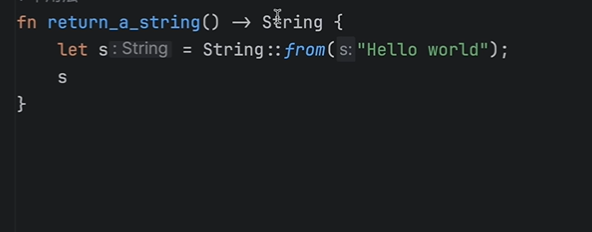 fn return_a_string() -> String {
let s: String = String::from(s: "Hello world");
s
}